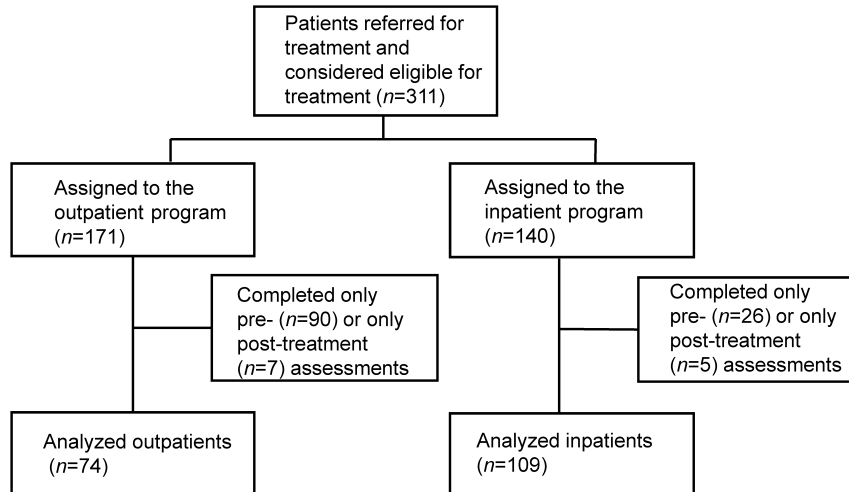 Patients referred for
treatment and
considered eligible for
treatment (n=311)
Assigned to the
outpatient program
(n=171)
Assigned to the
inpatient program
(n=140)
Completed only
pre- (n=90) or only
post-treatment
(n=7) assessments
Completed only
pre- (n=26) or only
post-treatment
(n=5) assessments
Analyzed outpatients
(n=74)
Analyzed inpatients
(n=109)